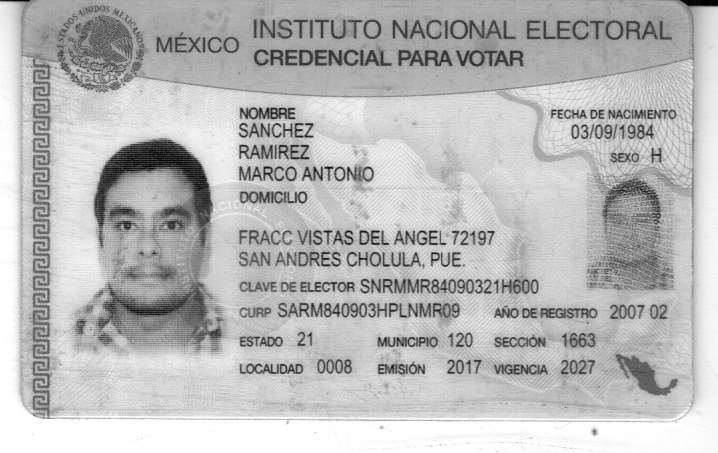 ESTADOS UNIDOS MEXICANOS
MÉXICO
INSTITUTO NACIONAL ELECTORAL
CREDENCIAL PARA VOTAR
NOMBRE
SANCHEZ
RAMIREZ
MARCO ANTONIO
FECHA DE NACIMIENTO
03/09/1984
SEXO H
DOMICILIO
FRACC VISTAS DEL ANGEL 72197
SAN ANDRES CHOLULA, PUE.
CLAVE DE ELECTOR SNRMMR84090321H600
CURP SARM840903HPLNMR09 AÑO DE REGISTRO 2007 02
ESTADO 21 MUNICIPIO 120 SECCIÓN 1663
LOCALIDAD 0008 EMISIÓN 2017 VIGENCIA 2027